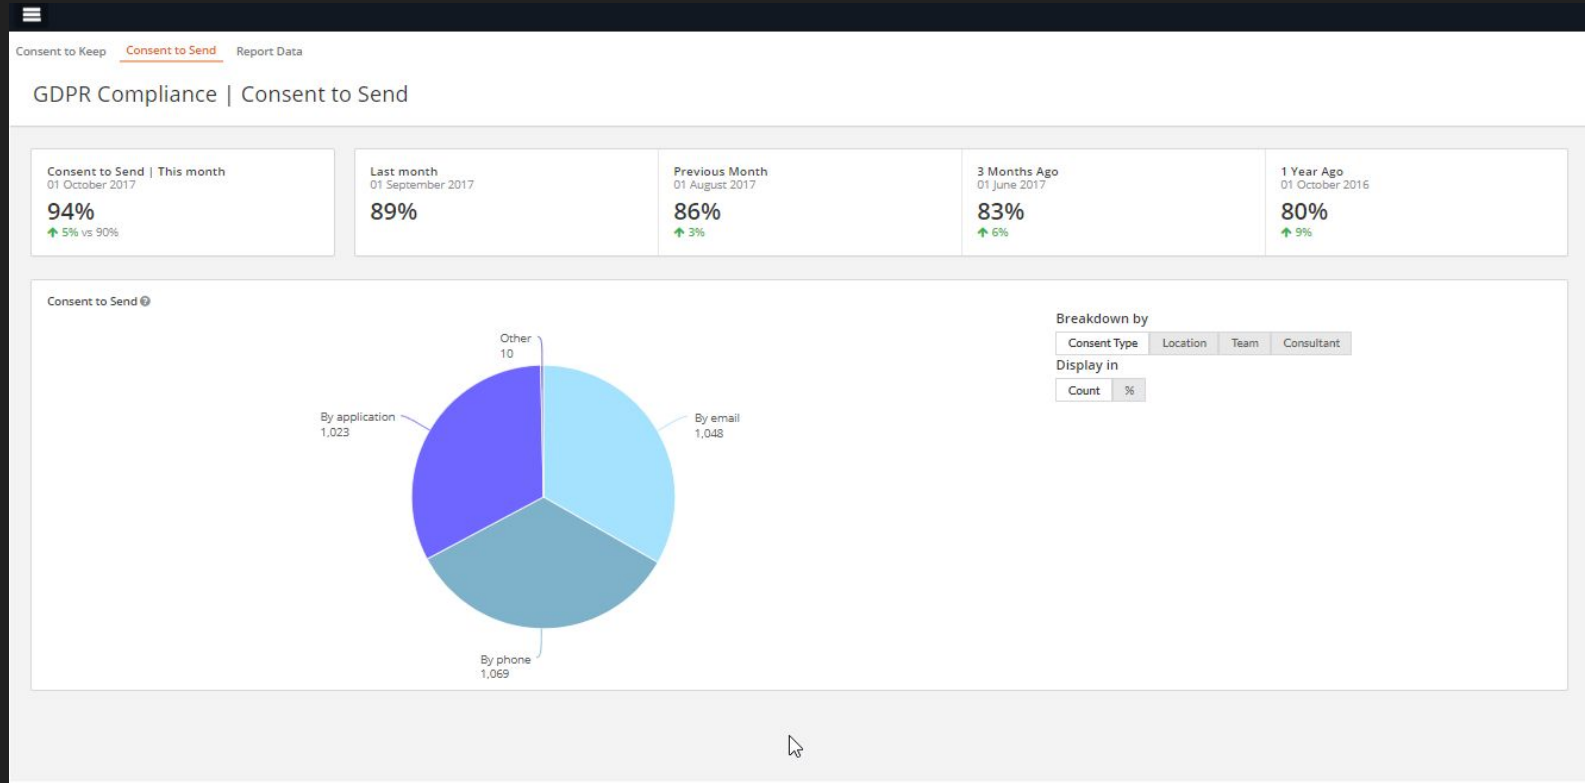 Consent to Keep Consent to Send Report Data
GDPR Compliance | Consent to Send
Consent to Send | This month
01 October 2017
94%
5% vs 90%
Last month
01 September 2017
89%
Previous Month
01 August 2017
86%
3%
3 Months Ago
01 June 2017
83%
6%
1 Year Ago
01 October 2016
80%
9%
Consent to Send
Other
10
By application
1,023
By email
1,048
By phone
1,069
Breakdown by
Consent Type Location Team Consultant
Display in
Count %